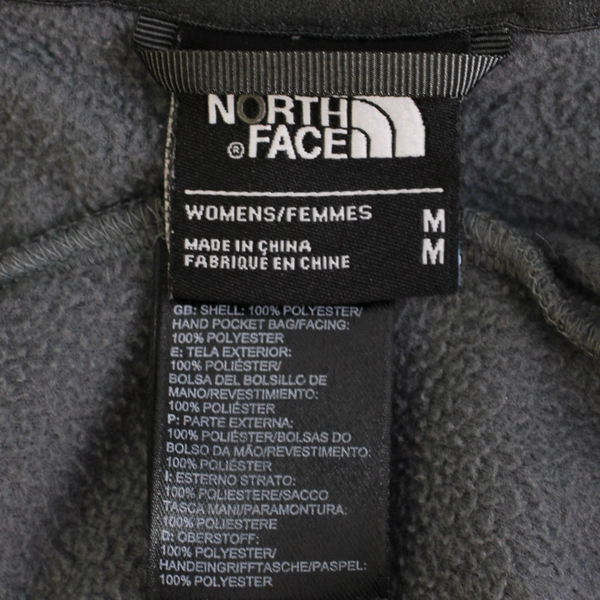 NORTH
® FACE
WOMENS/FEMMES M
MADE IN CHINA M
FABRIQUÉ EN CHINE
GB: SHELL: 100% POLYESTER/
HAND POCKET BAG/FACING:
100% POLYESTER
E: TELA EXTERIOR:
100% POLIÉSTER/
BOLSA DEL BOLSILLO DE
MANO/REVESTIMIENTO:
100% POLIÉSTER
P: PARTE EXTERNA:
100% POLIÉSTER/BOLSAS DO
BOLSO DA MÃO/REVESTIMENTO:
100% POLIÉSTER
I: ESTERNO STRATO:
100% POLIESTERE/SACCO
TASCA MANI/PARAMONTURA:
100% POLIESTERE
D: OBERSTOFF:
100% POLYESTER/
HANDEINGRIFFTASCHE/PASPEL:
100% POLYESTER